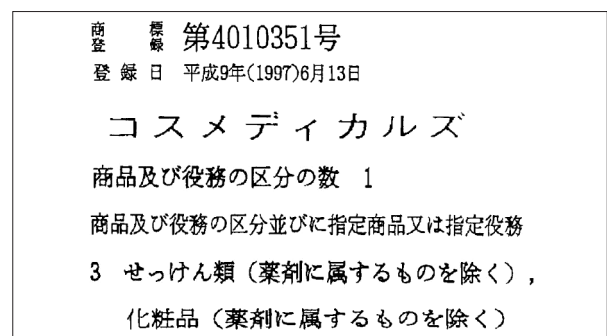 商標登録 第4010351号
登録日 平成9年(1997)6月13日
コスメディカルズ
商品及び役務の区分の数 1
商品及び役務の区分並びに指定商品又は指定役務
3 せっけん類（薬剤に属するものを除く），
化粧品（薬剤に属するものを除く）